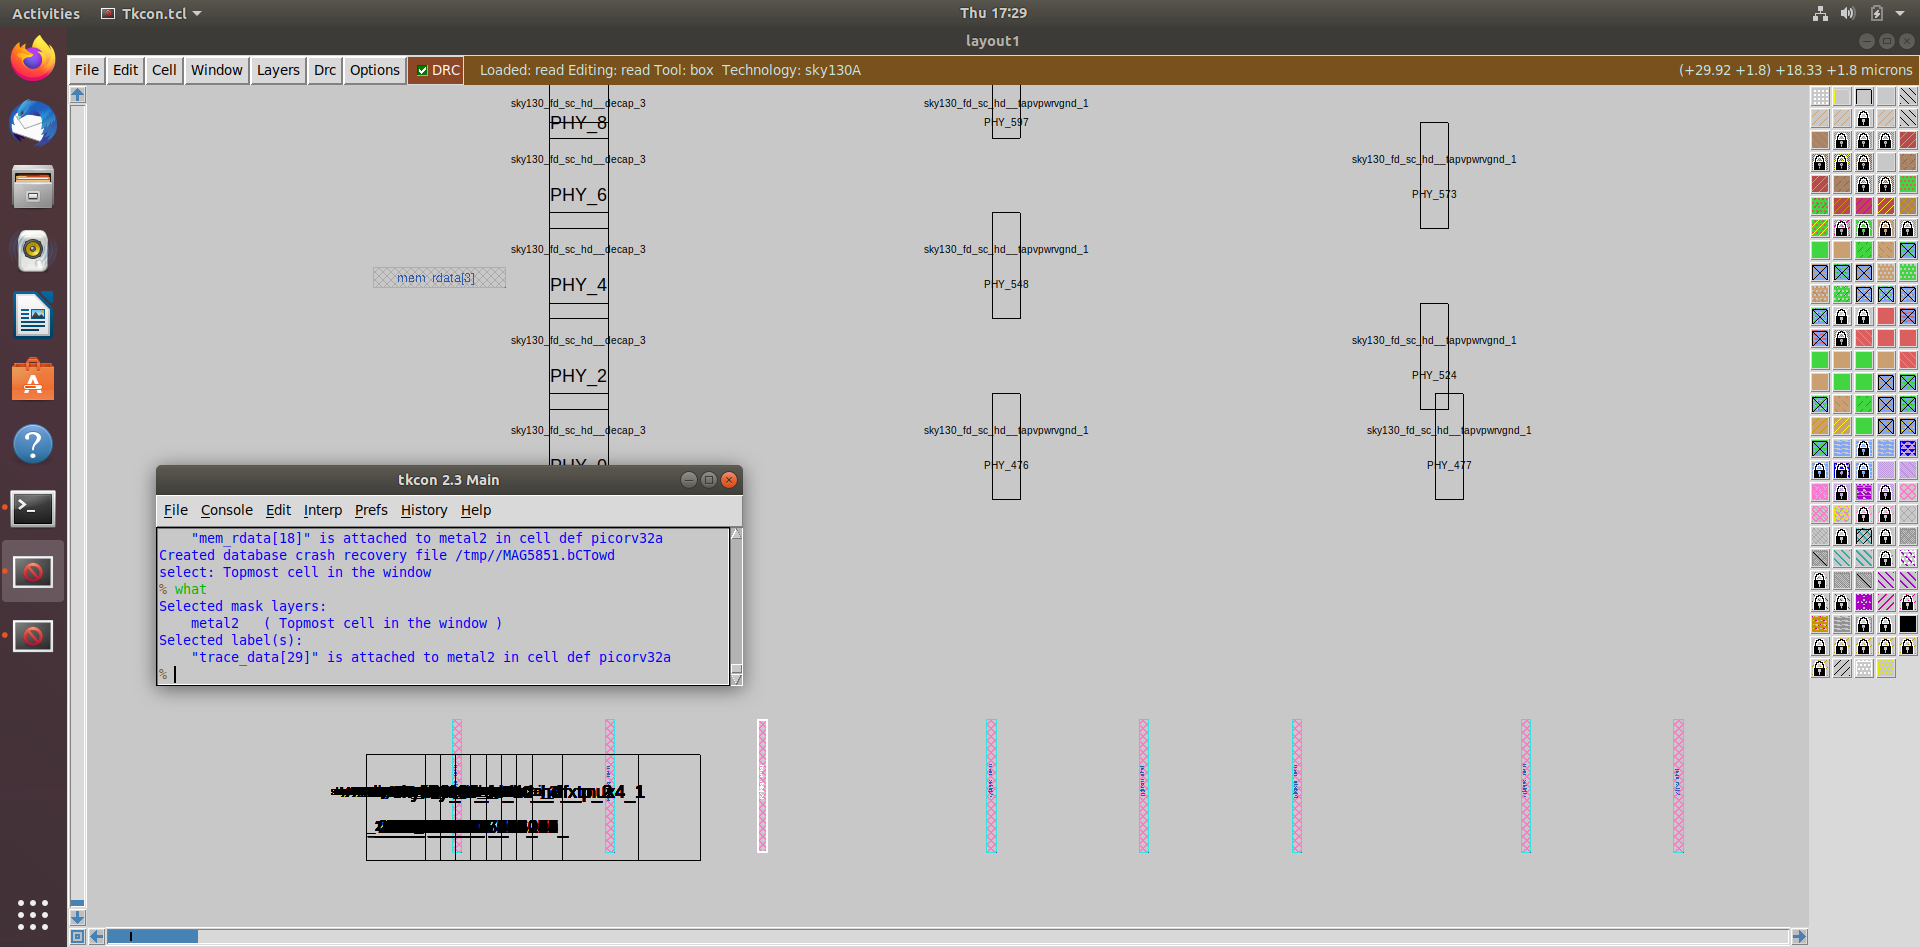 Activities Tkcon.tcl Thu 17:29
layout1
File Edit Cell Window Layers Drc Options DRC Loaded: read Editing: read Tool: box Technology: sky130A (+29.92 +1.8) +18.33 +1.8 microns
sky130_fd_sc_hd__decap_3 sky130_fd_sc_hd__tapvpwrvgnd_1
PHY_8 PHY_597
sky130_fd_sc_hd__decap_3 sky130_fd_sc_hd__tapvpwrvgnd_1
PHY_6 PHY_573
sky130_fd_sc_hd__decap_3 sky130_fd_sc_hd__tapvpwrvgnd_1
mem_rdata[3] PHY_4 PHY_548
sky130_fd_sc_hd__decap_3 sky130_fd_sc_hd__tapvpwrvgnd_1
PHY_2 PHY_524
sky130_fd_sc_hd__decap_3 sky130_fd_sc_hd__tapvpwrvgnd_1 sky130_fd_sc_hd__tapvpwrvgnd_1
PHY_0 PHY_476 PHY_477
tkcon 2.3 Main
File Console Edit Interp Prefs History Help
"mem_rdata[18]" is attached to metal2 in cell def picorv32a
Created database crash recovery file /tmp//MAG5851.bCTowd
select: Topmost cell in the window
% what
Selected mask layers:
metal2 ( Topmost cell in the window )
Selected label(s):
"trace_data[29]" is attached to metal2 in cell def picorv32a
%